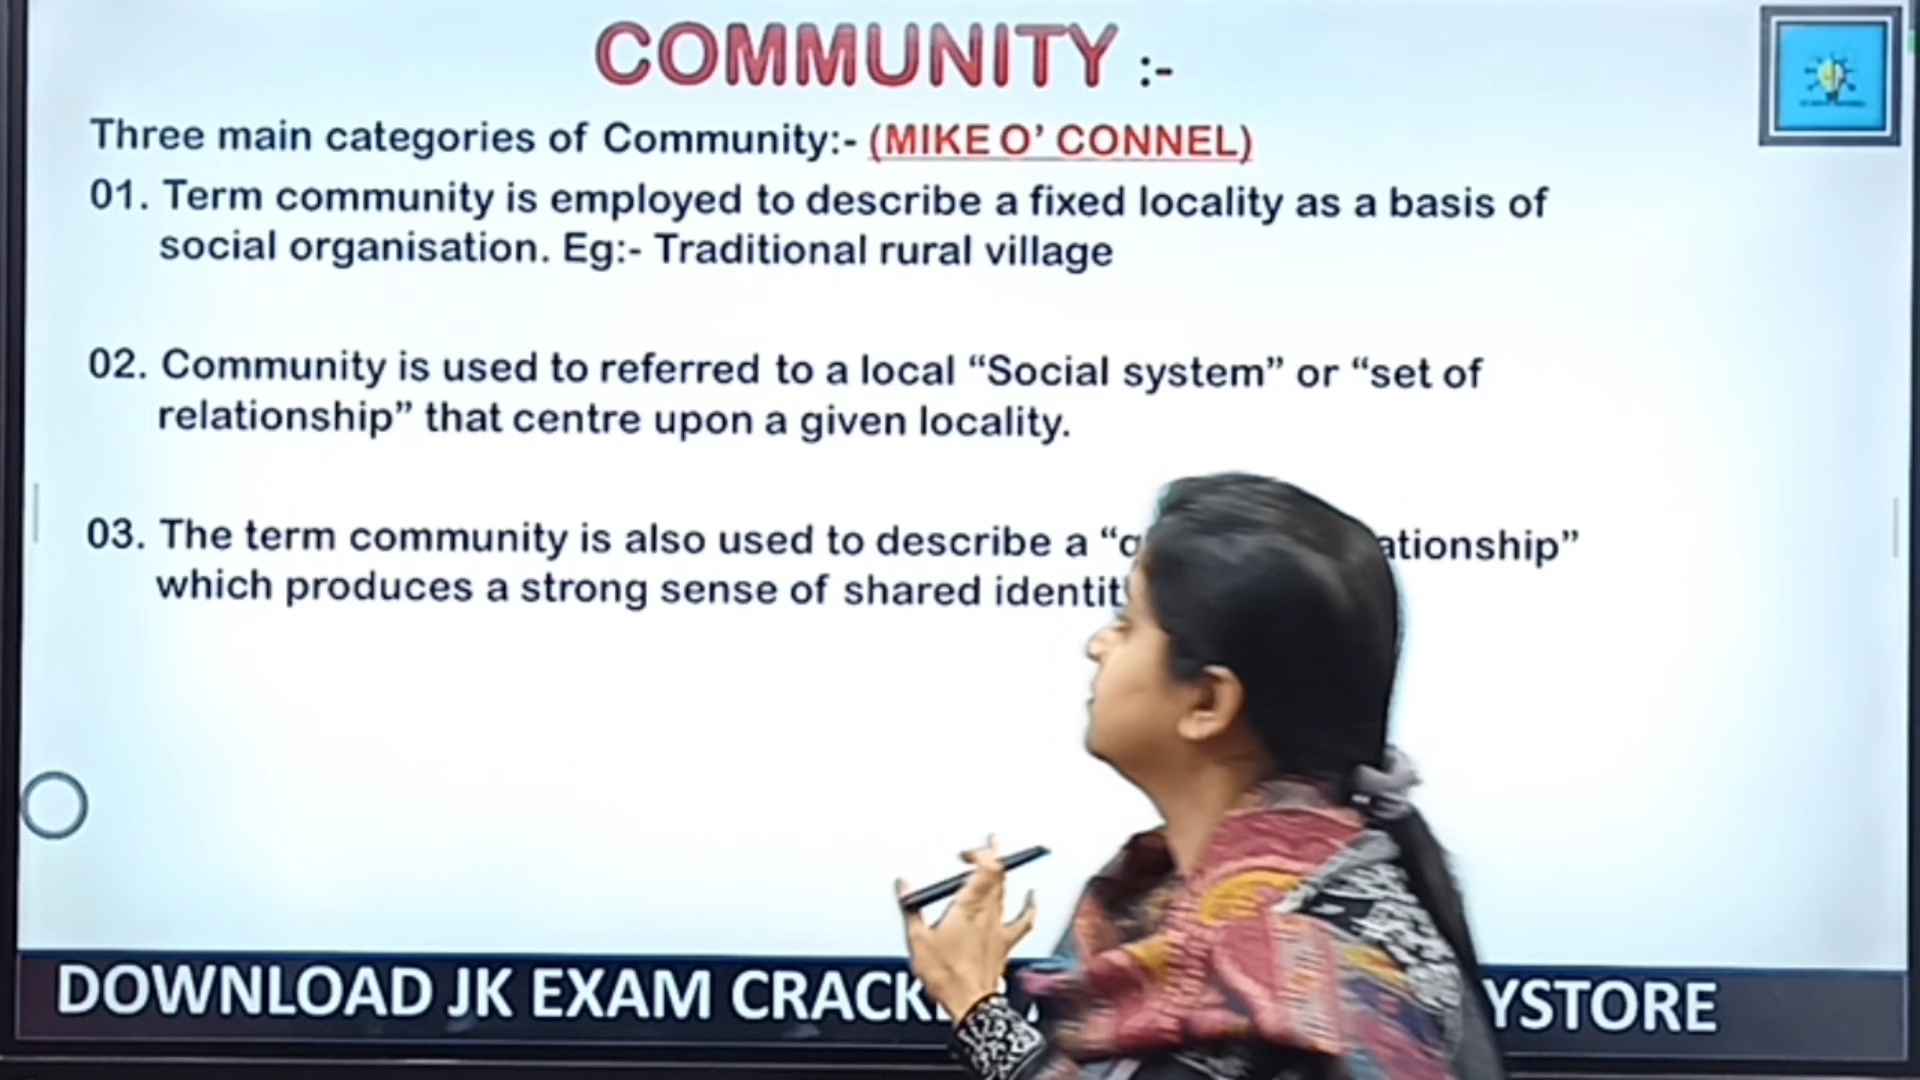 COMMUNITY :-
Three main categories of Community:- (MIKE O' CONNEL)
01. Term community is employed to describe a fixed locality as a basis of
social organisation. Eg:- Traditional rural village
02. Community is used to referred to a local “Social system” or “set of
relationship” that centre upon a given locality.
03. The term community is also used to describe a
which produces a strong sense of shared
DOWNLOAD JK EXAM